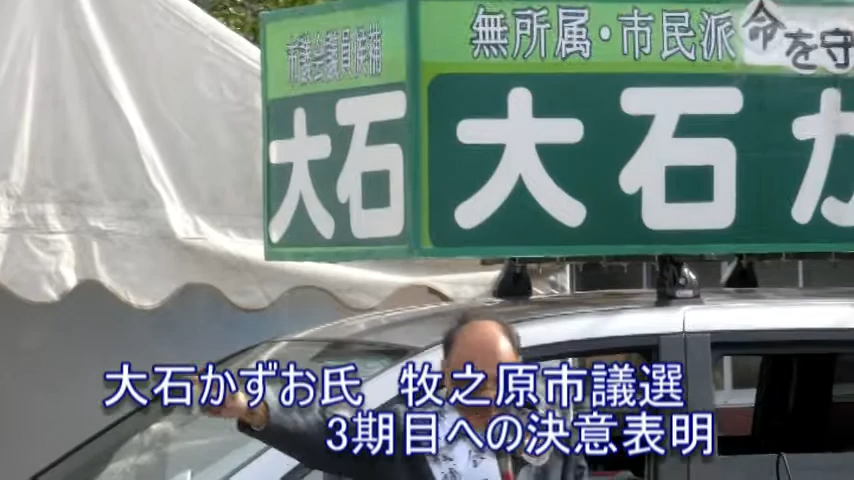 市議会議員候補
大石
無所属・市民派
命を守
大石か
大石かずお氏 牧之原市議選
3期目への決意表明